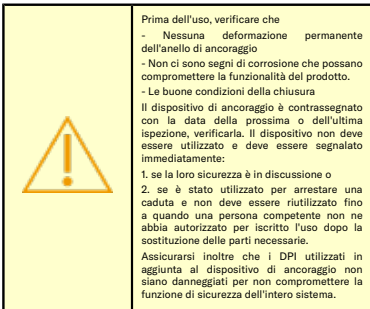 Prima dell'uso, verificare che
- Nessuna deformazione permanente
dell'anello di ancoraggio
- Non ci sono segni di corrosione che possano
compromettere la funzionalità del prodotto.
- Le buone condizioni della chiusura
Il dispositivo di ancoraggio è contrassegnato
con la data della prossima o dell'ultima
ispezione, verificarla. Il dispositivo non deve
essere utilizzato e deve essere segnalato
immediatamente:
1. se la loro sicurezza è in discussione o
2. se è stato utilizzato per arrestare una
caduta e non deve essere riutilizzato fino
a quando una persona competente non ne
abbia autorizzato per iscritto l'uso dopo la
sostituzione delle parti necessarie.
Assicurarsi inoltre che i DPI utilizzati in
aggiunta al dispositivo di ancoraggio non
siano danneggiati per non compromettere la
funzione di sicurezza dell'intero sistema.